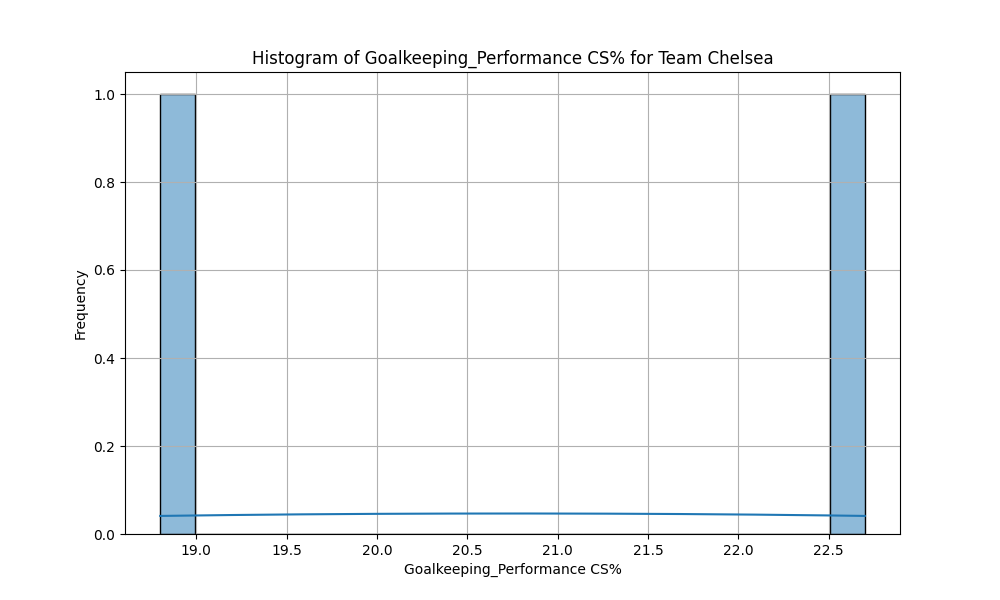 Histogram of Goalkeeping_Performance CS% for Team Chelsea
Frequency
1.0
0.8
0.6
0.4
0.2
0.0
19.0 19.5 20.0 20.5 21.0 21.5 22.0 22.5
Goalkeeping_Performance CS%